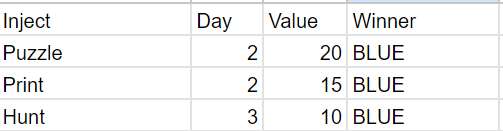 Inject Day Value Winner
Puzzle 2 20 BLUE
Print 2 15 BLUE
Hunt 3 10 BLUE